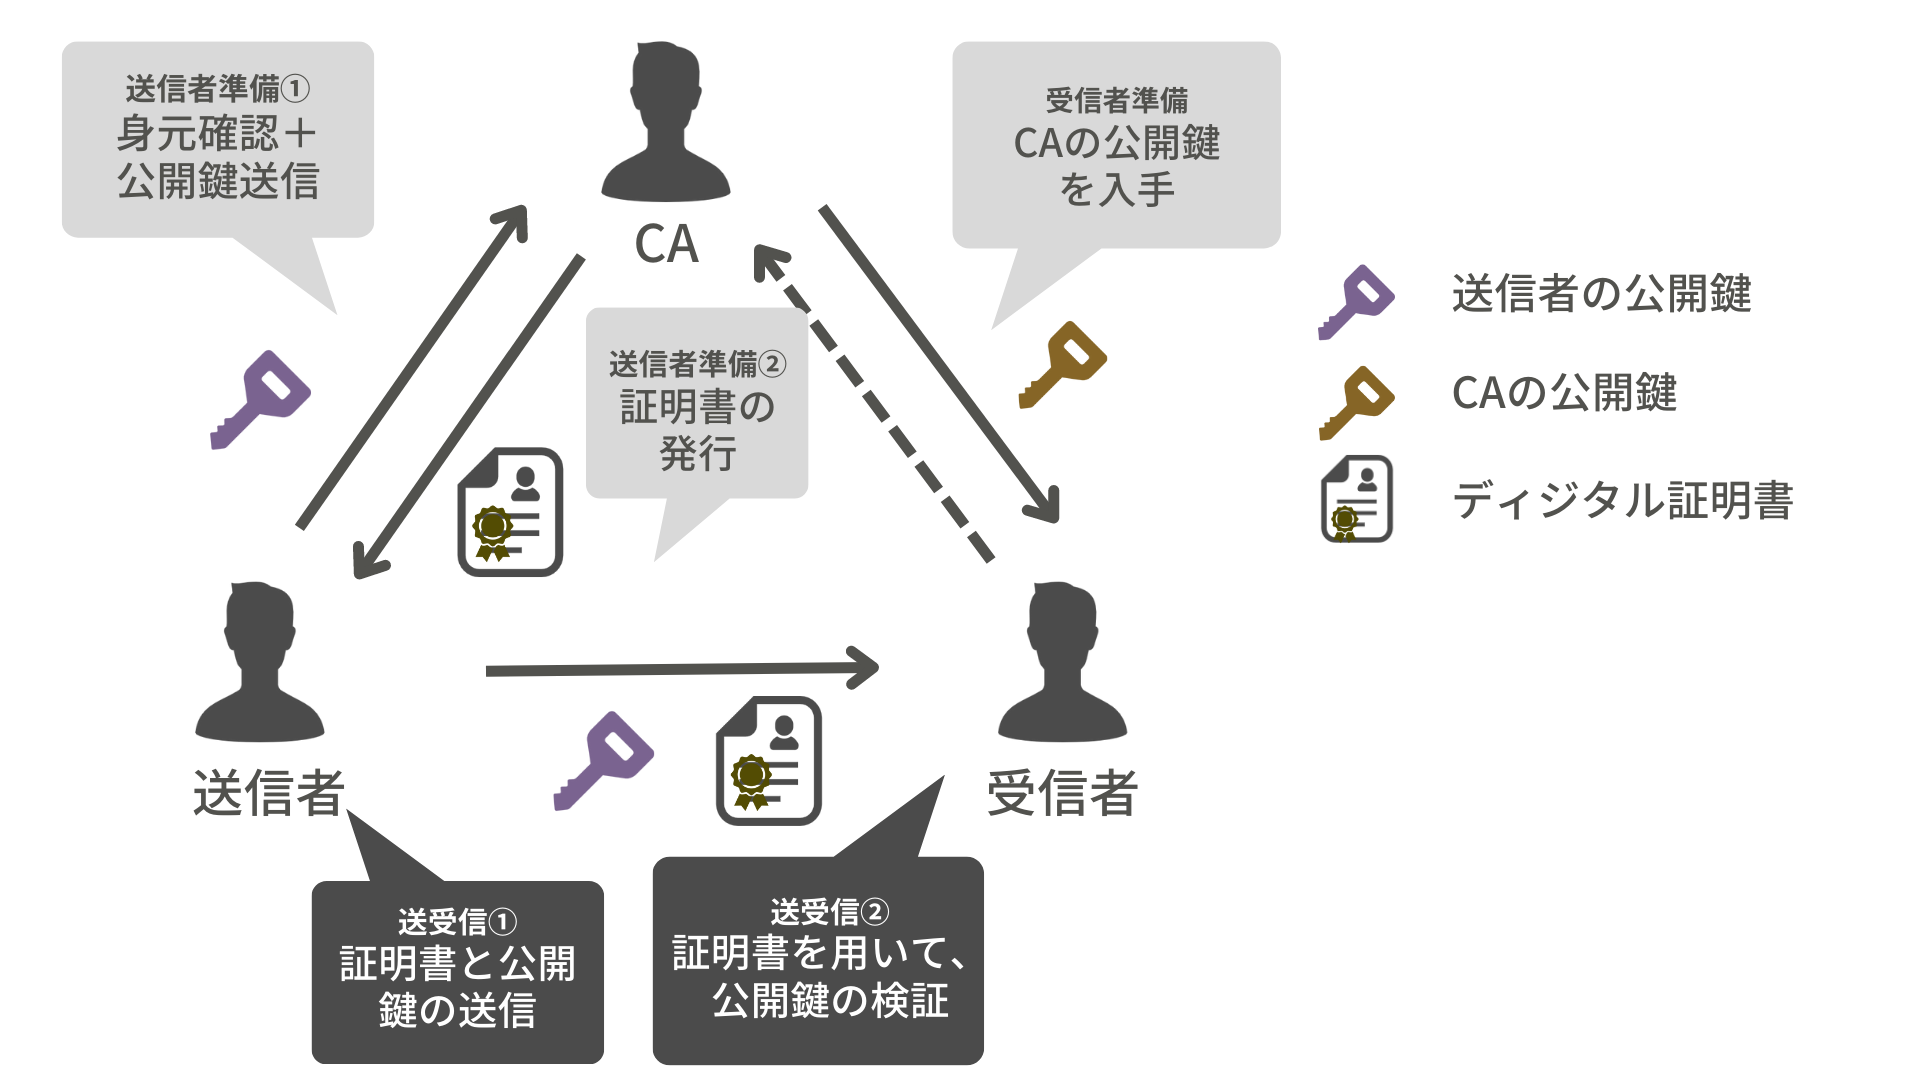 送信者準備①
身元確認＋
公開鍵送信
CA
受信者準備
CAの公開鍵
を入手
送信者準備②
証明書の
発行
送信者の公開鍵
CAの公開鍵
ディジタル証明書
送信者
受信者
送受信①
証明書と公開
鍵の送信
送受信②
証明書を用いて、
公開鍵の検証